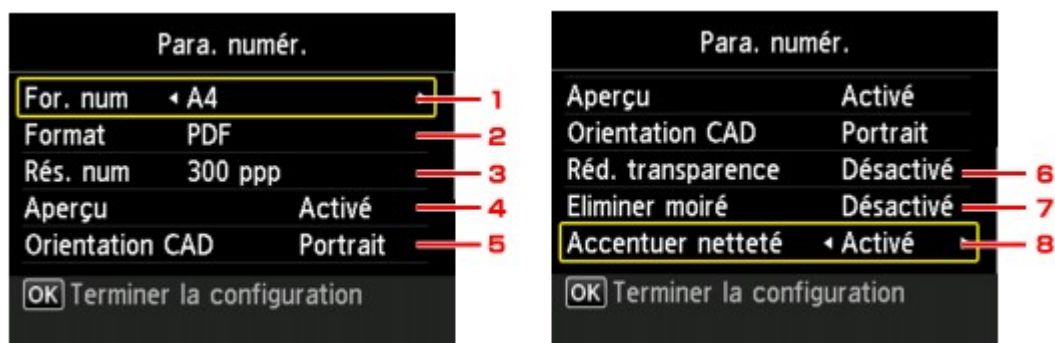 Para. numér.
For. num A4 1
Format PDF 2
Rés. num 300 ppp 3
Aperçu Activé 4
Orientation CAD Portrait 5
OK Terminer la configuration
Para. numér.
Aperçu Activé
Orientation CAD Portrait
Réd. transparence Désactivé 6
Eliminer moiré Désactivé 7
Accentuer netteté Activé 8
OK Terminer la configuration